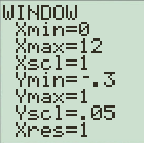 WINDOW
Xmin=0
Xmax=12
Xscl=1
Ymin=-.3
Ymax=1
Yscl=.05
Xres=1